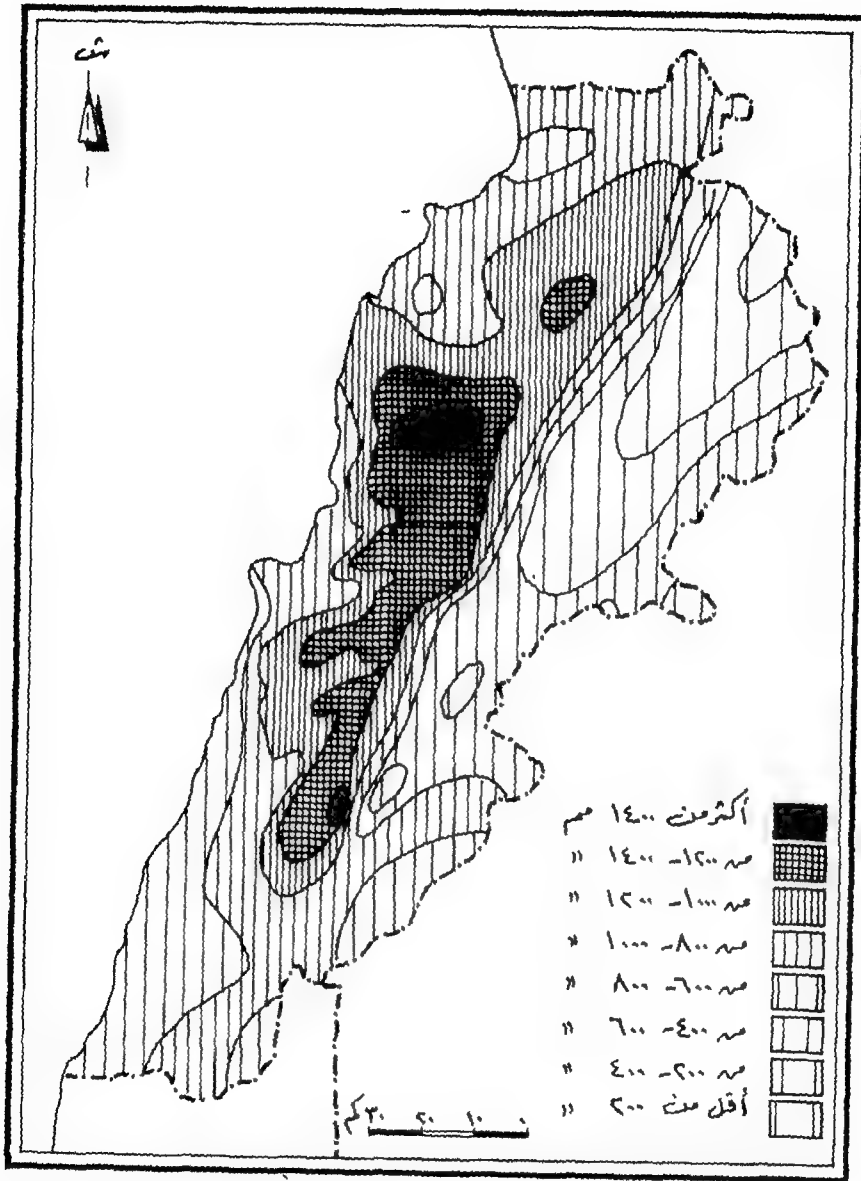 ش
أكثر من ١٤٠٠ مم
من ١٢٠٠ - ١٤٠٠ "
من ١٠٠٠ - ١٢٠٠ "
من ٨٠٠ - ١٠٠٠ "
من ٦٠٠ - ٨٠٠ "
من ٤٠٠ - ٦٠٠ "
من ٢٠٠ - ٤٠٠ "
أقل من ٢٠٠ "
٠ ١٠ ٢٠ ٣٠ كم